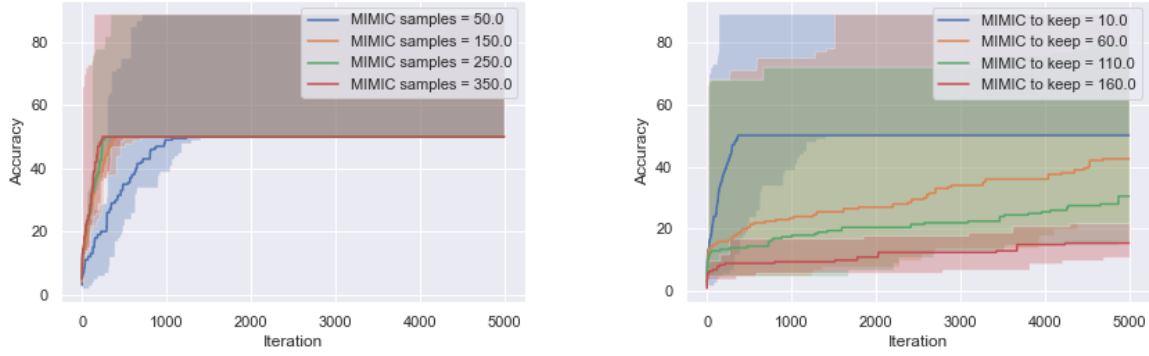 MIMIC samples = 50.0
MIMIC samples = 150.0
MIMIC samples = 250.0
MIMIC samples = 350.0
80
60
40
20
0
Accuracy
0 1000 2000 3000 4000 5000
Iteration
MIMIC to keep = 10.0
MIMIC to keep = 60.0
MIMIC to keep = 110.0
MIMIC to keep = 160.0
80
60
40
20
0
Accuracy
0 1000 2000 3000 4000 5000
Iteration